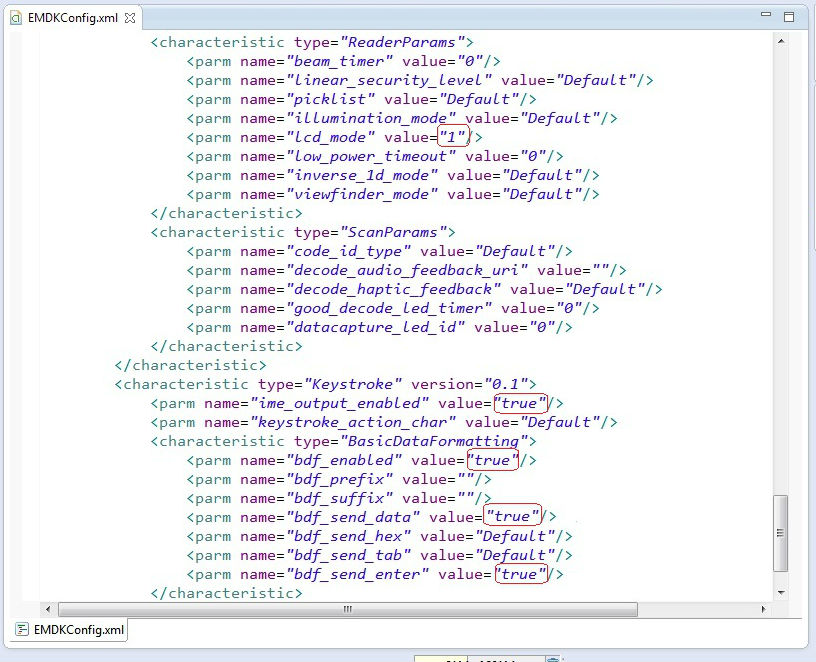 EMDKConfig.xml
<characteristic type="ReaderParams">
<parm name="beam_timer" value="0"/>
<parm name="linear_security_level" value="Default"/>
<parm name="picklist" value="Default"/>
<parm name="illumination_mode" value="Default"/>
<parm name="lcd_mode" value="1"/>
<parm name="low_power_timeout" value="0"/>
<parm name="inverse_1d_mode" value="Default"/>
<parm name="viewfinder_mode" value="Default"/>
</characteristic>
<characteristic type="ScanParams">
<parm name="code_id_type" value="Default"/>
<parm name="decode_audio_feedback_uri" value=""/>
<parm name="decode_haptic_feedback" value="Default"/>
<parm name="good_decode_led_timer" value="0"/>
<parm name="datacapture_led_id" value="0"/>
</characteristic>
</characteristic>
<characteristic type="Keystroke" version="0.1">
<parm name="ime_output_enabled" value="true"/>
<parm name="keystroke_action_char" value="Default"/>
<characteristic type="BasicDataFormatting">
<parm name="bdf_enabled" value="true"/>
<parm name="bdf_prefix" value=""/>
<parm name="bdf_suffix" value=""/>
<parm name="bdf_send_data" value="true"/>
<parm name="bdf_send_hex" value="Default"/>
<parm name="bdf_send_tab" value="Default"/>
<parm name="bdf_send_enter" value="true"/>
</characteristic>
EMDKConfig.xml